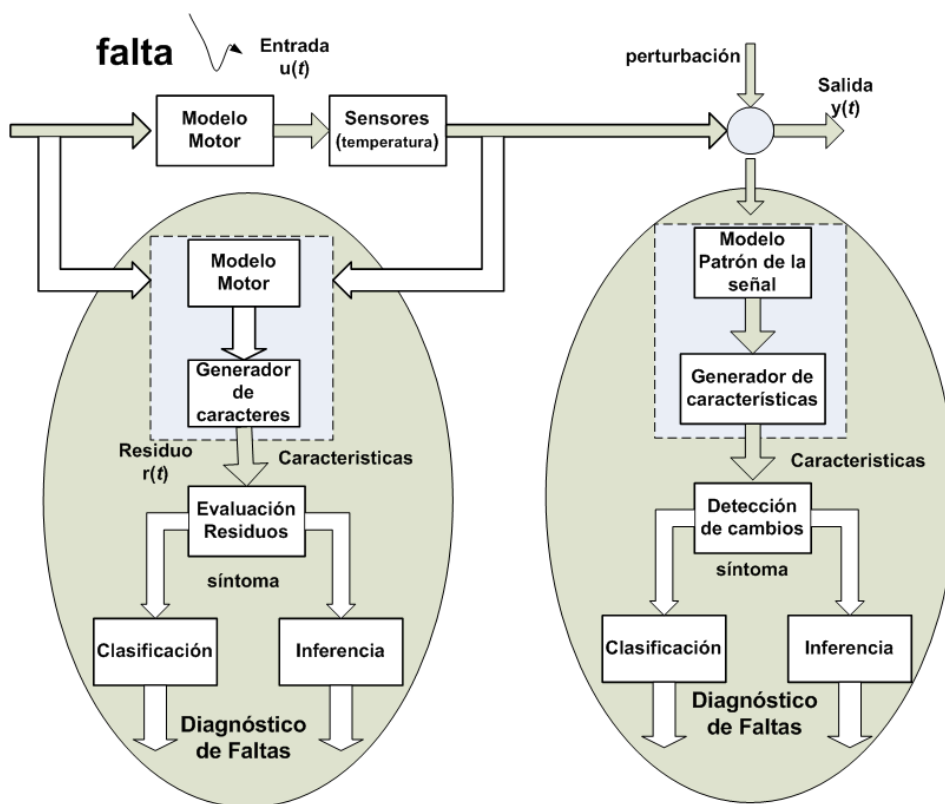 falta
Entrada
u(t)
perturbación
Salida
y(t)
Modelo
Motor
Sensores
(temperatura)
Modelo
Motor
Generador
de
caracteres
Residuo
r(t)
Caracteristicas
Evaluación
Residuos
síntoma
Clasificación
Inferencia
Diagnóstico
de Faltas
Modelo
Patrón de la
señal
Generador de
características
Caracteristicas
Detección
de cambios
síntoma
Clasificación
Inferencia
Diagnóstico
de Faltas